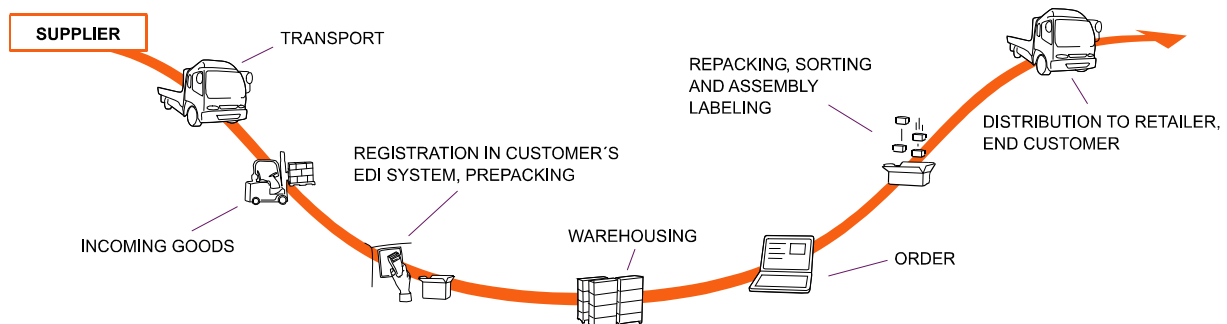 SUPPLIER
TRANSPORT
INCOMING GOODS
REGISTRATION IN CUSTOMER´S
EDI SYSTEM, PREPACKING
WAREHOUSING
ORDER
REPACKING, SORTING
AND ASSEMBLY
LABELING
DISTRIBUTION TO RETAILER,
END CUSTOMER